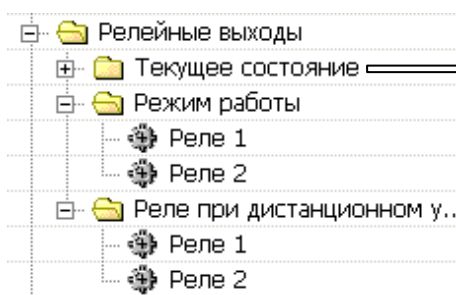 Релейные выходы
Текущее состояние
Режим работы
Реле 1
Реле 2
Реле при дистанционном у..
Реле 1
Реле 2